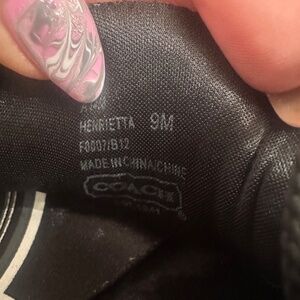 HENRIETTA 9M
F0007/B12
MADE IN CHINA/CHINE
COACH